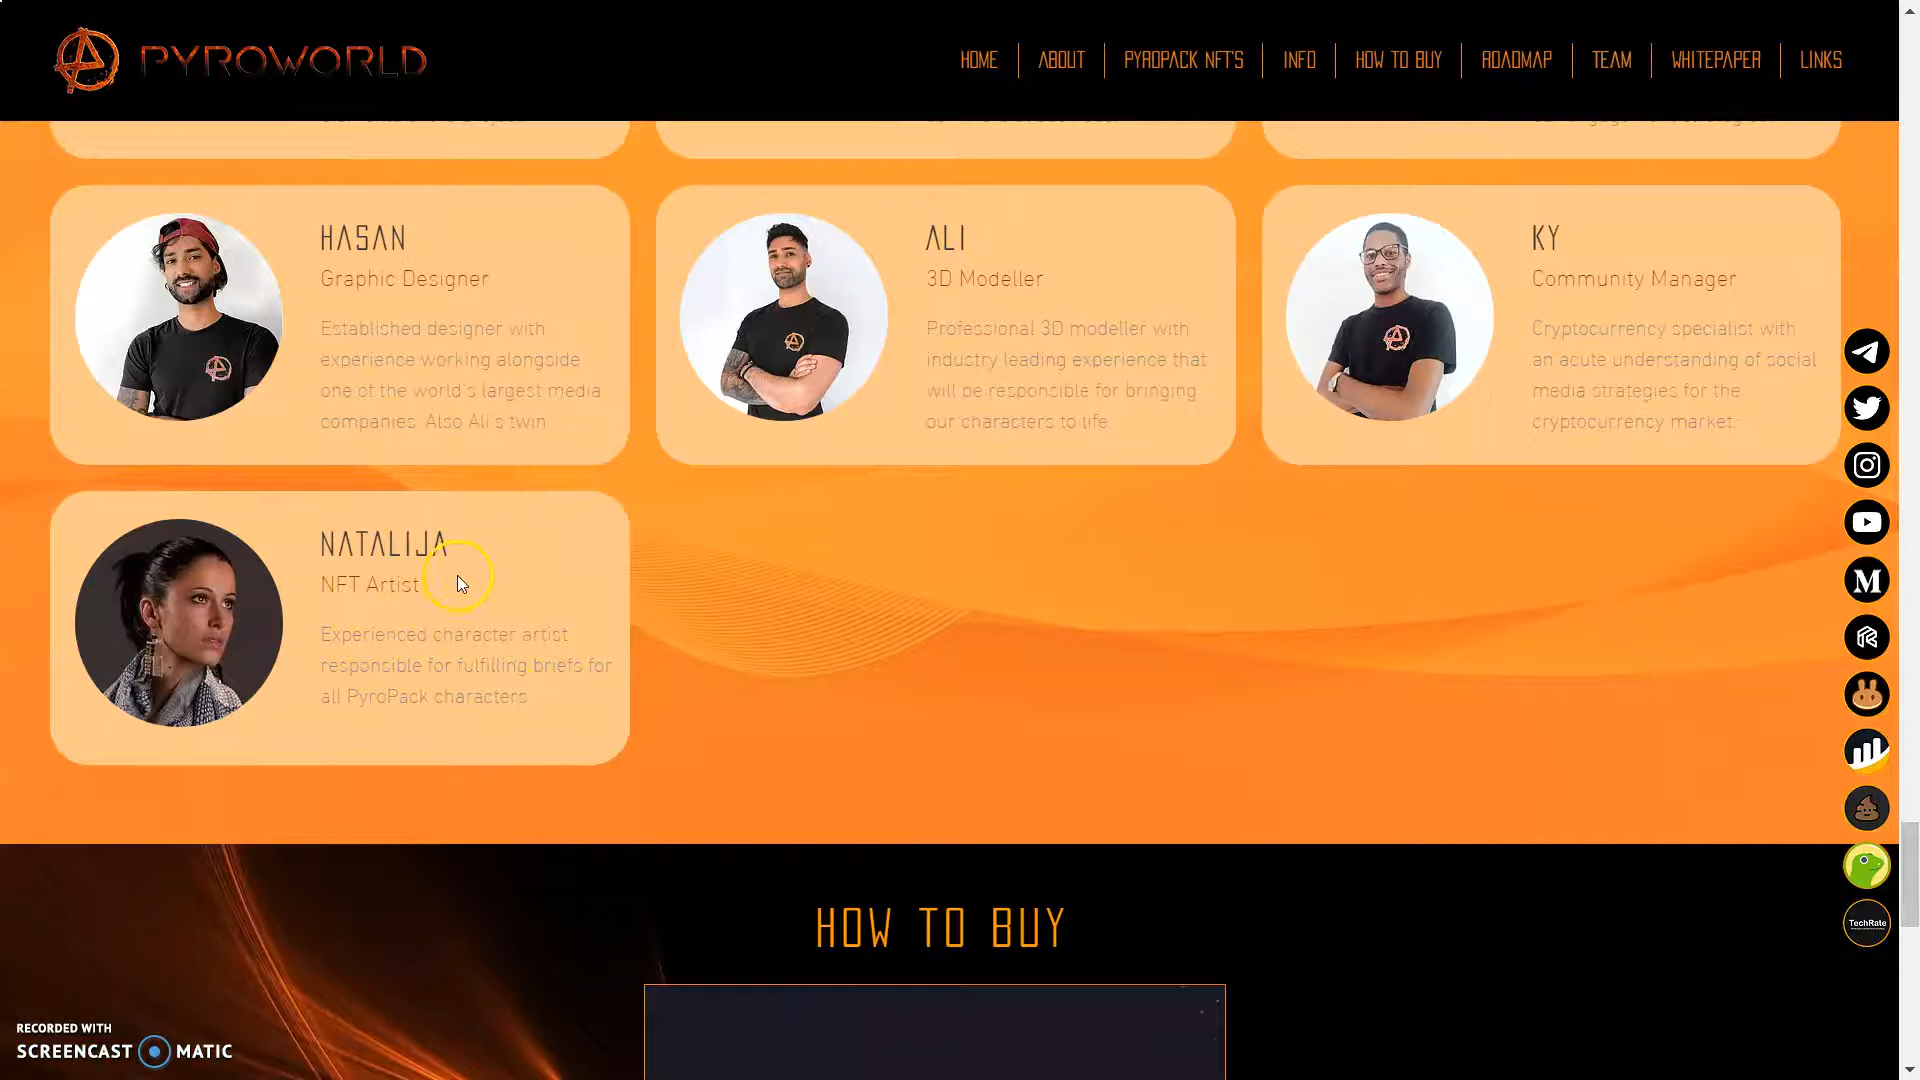 PYROWORLD
HOME
ABOUT
PYROPACK NFT'S
INFO
HOW TO BUY
ROADMAP
TEAM
WHITEPAPER
LINKS
HASAN
Graphic Designer
Established designer with
experience working alongside
one of the world's largest media
companies. Also Ali's twin
ALI
3D Modeller
Professional 3D modeller with
industry leading experience that
will be responsible for bringing
our characters to life.
KY
Community Manager
Cryptocurrency specialist with
an acute understanding of social
media strategies for the
cryptocurrency market.
NATALIJA
NFT Artist
Experienced character artist
responsible for fulfilling briefs for
all PyroPack characters
M
TechRate
HOW TO BUY
RECORDED WITH
SCREENCAST MATIC